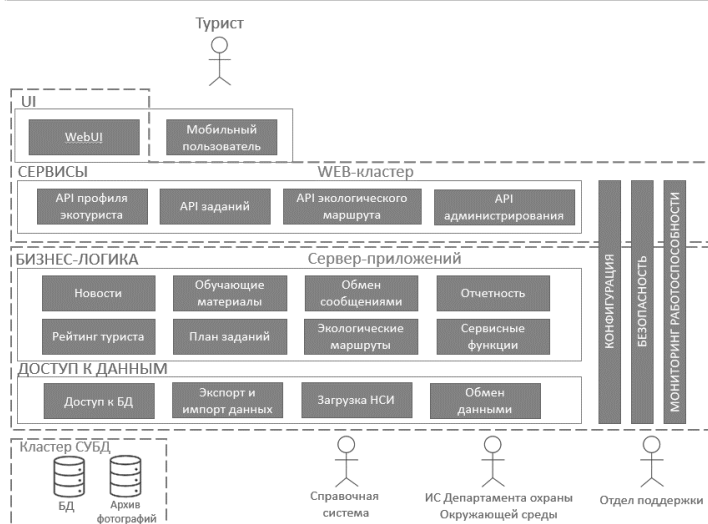 Турист
UI
WebUI
Мобильный
пользователь
СЕРВИСЫ
WEB-кластер
API профиля
экотуриста
API заданий
API экологического
маршрута
API
администрирования
БИЗНЕС-ЛОГИКА
Сервер-приложений
Новости
Обучающие
материалы
Обмен
сообщениями
Отчетность
Рейтинг туриста
План заданий
Экологические
маршруты
Сервисные
функции
ДОСТУП К ДАННЫМ
Доступ к БД
Экспорт и
импорт данных
Загрузка НСИ
Обмен
данными
КОНФИГУРАЦИЯ
БЕЗОПАСНОСТЬ
МОНИТОРИНГ РАБОТОСПОСОБНОСТИ
Кластер СУБД
БД
Архив
фотографий
Справочная
система
ИС Департамента охраны
Окружающей среды
Отдел поддержки